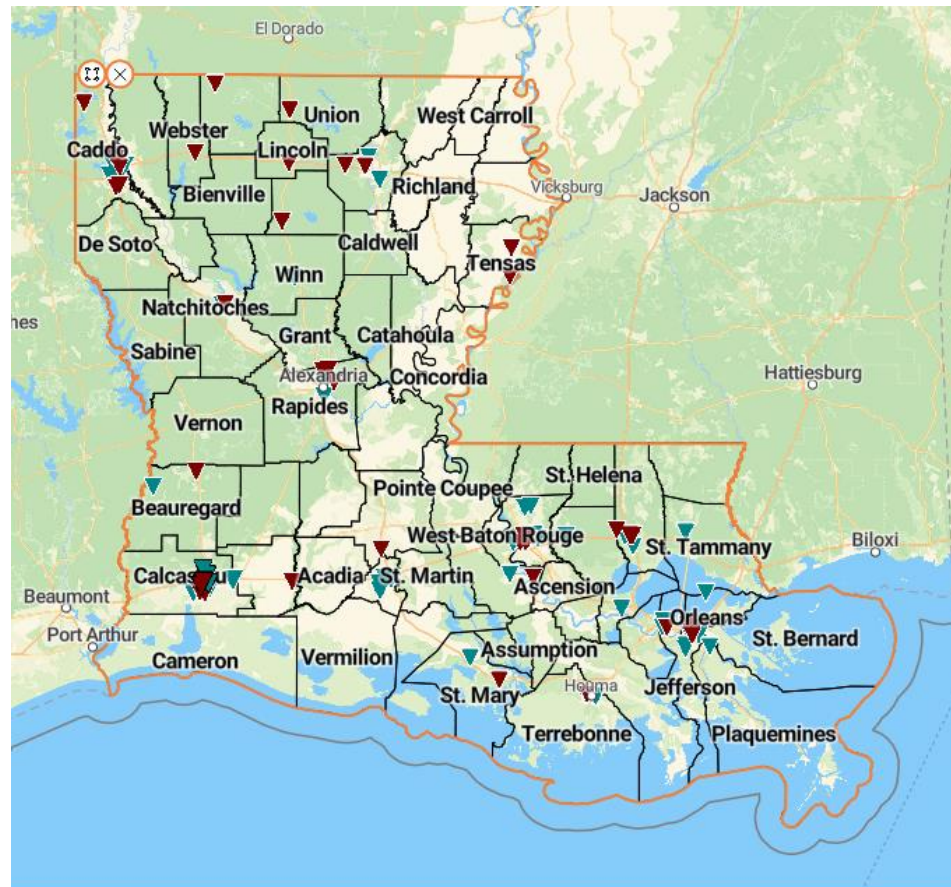 El Dorado
Union
West Carroll
Webster
Caddo
Lincoln
Richland
Vicksburg
Jackson
Bienville
De Soto
Caldwell
Tensas
Winn
Natchitoches
hes
Grant
Catahoula
Sabine
Alexandria
Concordia
Hattiesburg
Rapides
Vernon
St. Helena
Pointe Coupee
Beauregard
West Baton Rouge
St. Tammany
Biloxi
Acadia
St. Martin
Ascension
Beaumont
Orleans
Port Arthur
St. Bernard
Assumption
Cameron
Vermilion
St. Mary
Houma
Jefferson
Terrebonne
Plaquemines